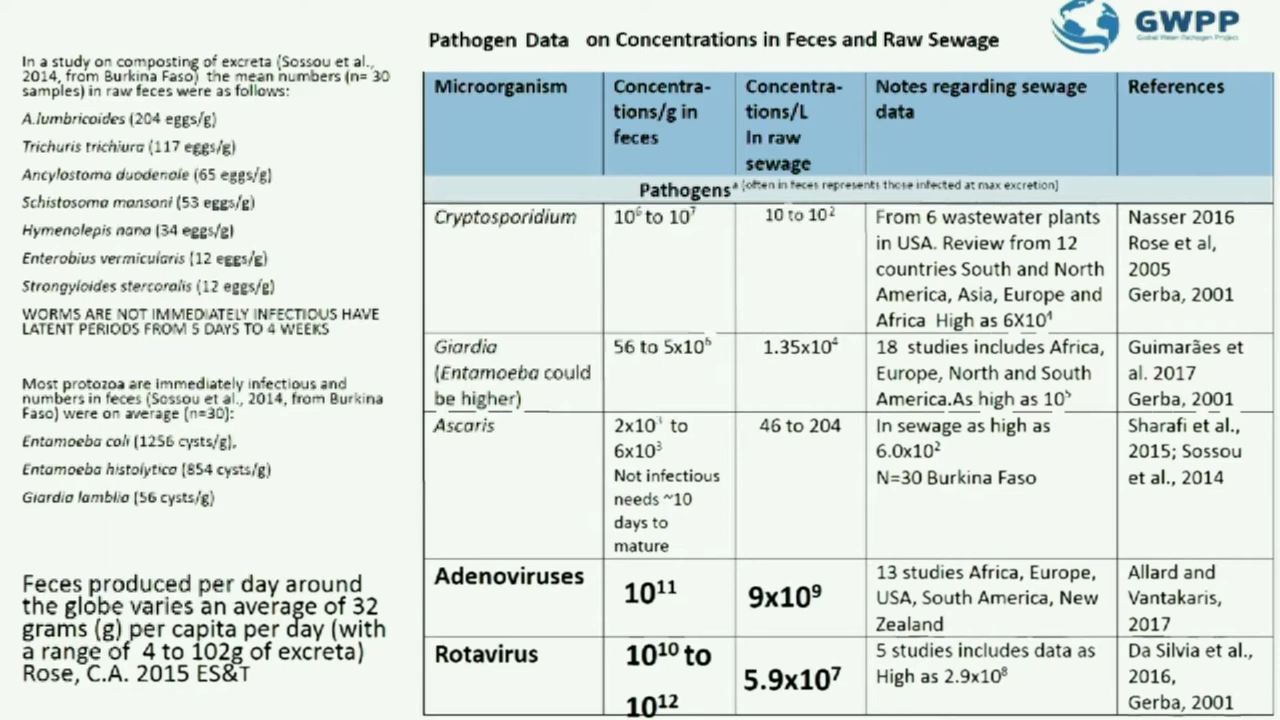 GWPP
Global Water Pathogen Project
Pathogen Data on Concentrations in Feces and Raw Sewage
In a study on composting of excreta (Sossou et al.,
2014, from Burkina Faso) the mean numbers (n= 30
samples) in raw feces were as follows:
A.lumbricoides (204 eggs/g)
Trichuris trichiura (117 eggs/g)
Ancylostoma duodenale (65 eggs/g)
Schistosoma mansoni (53 eggs/g)
Hymenolepis nana (34 eggs/g)
Enterobius vermicularis (12 eggs/g)
Strongyloides stercoralis (12 eggs/g)
WORMS ARE NOT IMMEDIATELY INFECTIOUS HAVE
LATENT PERIODS FROM 5 DAYS TO 4 WEEKS
Most protozoa are immediately infectious and
numbers in feces (Sossou et al., 2014, from Burkina
Faso) were on average (n=30):
Entamoeba coli (1256 cysts/g),
Entamoeba histolytica (854 cysts/g)
Giardia lamblia (56 cysts/g)
Feces produced per day around
the globe varies an average of 32
grams (g) per capita per day (with
a range of 4 to 102g of excreta)
Rose, C.A. 2015 ES&T
Microorganism
Concentra-
tions/g in
feces
Concentra-
tions/L
In raw
sewage
Notes regarding sewage
data
References
Pathogensᵃ (often in feces represents those infected at max excretion)
Cryptosporidium
10⁶ to 10⁷
10 to 10²
From 6 wastewater plants
in USA. Review from 12
countries South and North
America, Asia, Europe and
Africa High as 6X10⁴
Nasser 2016
Rose et al,
2005
Gerba, 2001
Giardia
(Entamoeba could
be higher)
56 to 5x10⁶
1.35x10⁴
18 studies includes Africa,
Europe, North and South
America.As high as 10⁵
Guimarães et
al. 2017
Gerba, 2001
Ascaris
2x10 to
6x10³
Not infectious
needs ~10
days to
mature
46 to 204
In sewage as high as
6.0x10²
N=30 Burkina Faso
Sharafi et al.,
2015; Sossou
et al., 2014
Adenoviruses
10¹¹
9x10⁹
13 studies Africa, Europe,
USA, South America, New
Zealand
Allard and
Vantakaris,
2017
Rotavirus
10¹⁰ to
10¹²
5.9x10⁷
5 studies includes data as
High as 2.9x10⁸
Da Silvia et al.,
2016,
Gerba, 2001